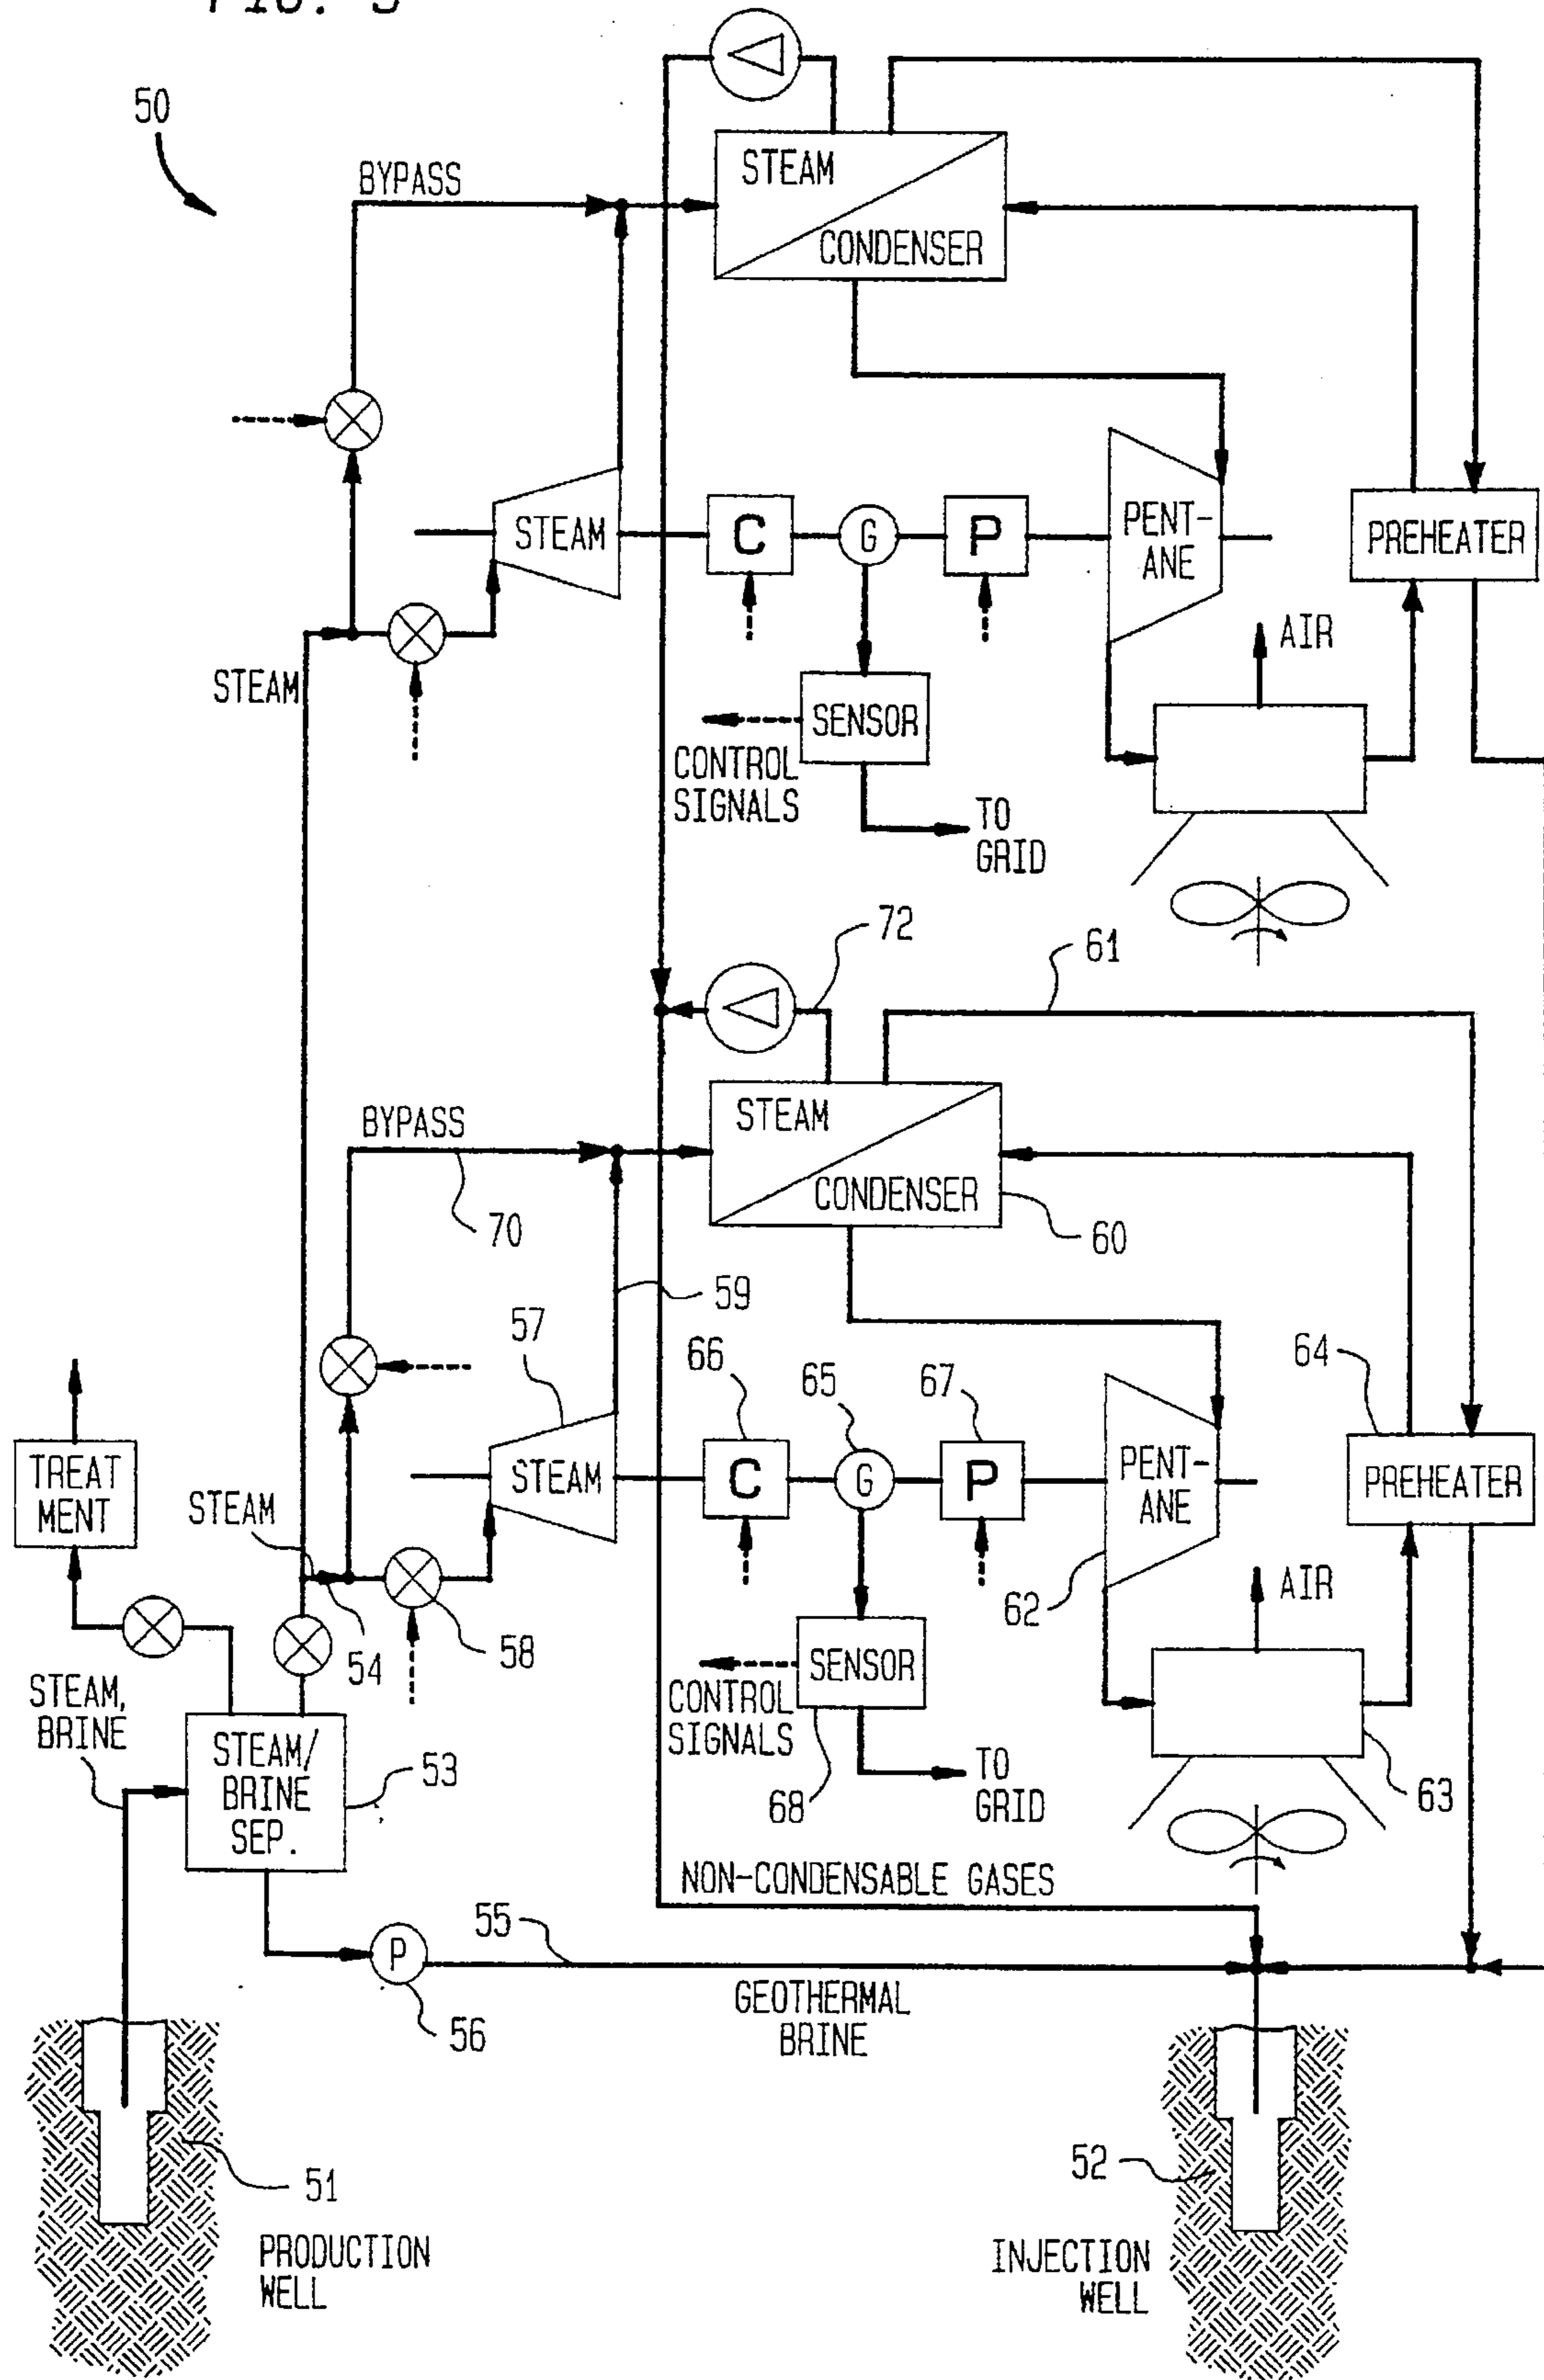 FIG. 5
50
BYPASS
STEAM
CONDENSER
STEAM
C
G
P
PENT-
ANE
PREHEATER
STEAM
AIR
SENSOR
CONTROL
SIGNALS
TO
GRID
72
61
BYPASS
STEAM
CONDENSER
70
60
59
57
66
65
67
64
TREAT
MENT
STEAM
STEAM
C
G
P
PENT-
ANE
PREHEATER
62
AIR
58
54
STEAM,
BRINE
STEAM/
BRINE
SEP.
53
SENSOR
CONTROL
SIGNALS
68
TO
GRID
63
NON-CONDENSABLE GASES
55
P
56
GEOTHERMAL
BRINE
51
PRODUCTION
WELL
52
INJECTION
WELL